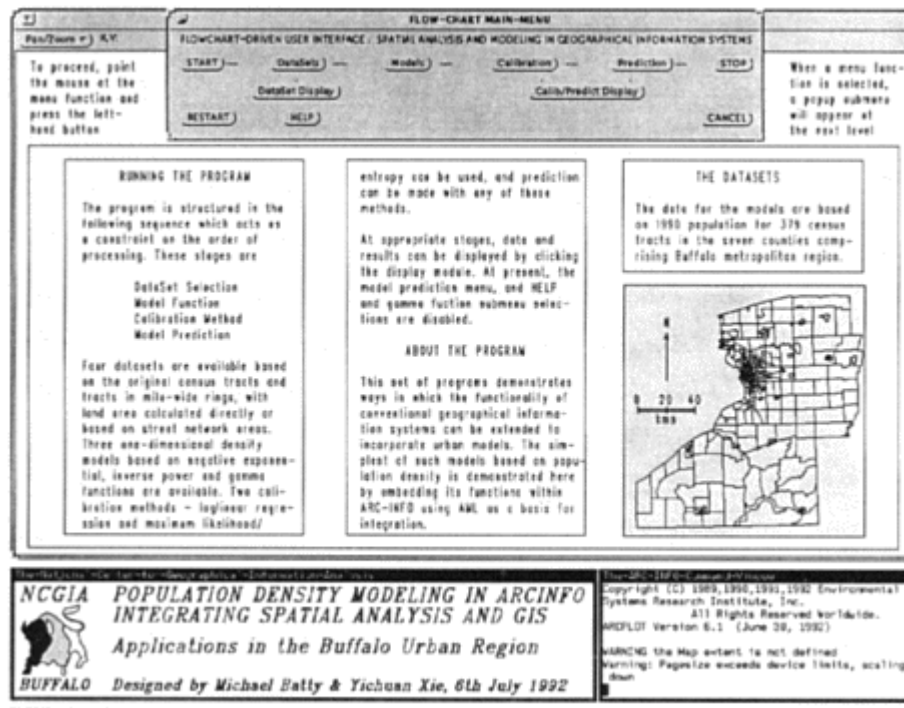 FLOW-CHART MAIN-MENU
Pan/Zoom X,Y:
FLOWCHART-DRIVEN USER INTERFACE: SPATIAL ANALYSIS AND MODELING IN GEOGRAPHICAL INFORMATION SYSTEMS
START DataSets Models Calibration Prediction STOP
DataSet Display Calib/Predict Display
RESTART HELP CANCEL
To proceed, point
the mouse at the
menu function and
press the left-
hand button
When a menu func-
tion is selected,
a popup submenu
will appear at
the next level
RUNNING THE PROGRAM
The program is structured in the
following sequence which acts as
a constraint on the order of
processing. These stages are
DataSet Selection
Model Function
Calibration Method
Model Prediction
Four datasets are available based
on the original census tracts and
tracts in mile-wide rings, with
land area calculated directly or
based on street network areas.
Three one-dimensional density
models based on negative exponen-
tial, inverse power and gamma
functions are available. Two cali-
bration methods - loglinear regre-
ssion and maximum likelihood/
entropy can be used, and prediction
can be made with any of these
methods.
At appropriate stages, data and
results can be displayed by clicking
the display module. At present, the
model prediction menu, and HELP
and gamma fuction submenu selec-
tions are disabled.
ABOUT THE PROGRAM
This set of programs demonstrates
ways in which the functionality of
conventional geographical informa-
tion systems can be extended to
incorporate urban models. The sim-
plest of such models based on popu-
lation density is demonstrated here
by embedding its functions within
ARC-INFO using AML as a basis for
integration.
THE DATASETS
The data for the models are based
on 1990 population for 379 census
tracts in the seven counties comp-
rising Buffalo metropolitan region.
N
0 20 40
kms
The-National-Center-for-Geographical-Information-Analysis
NCGIA
BUFFALO
POPULATION DENSITY MODELING IN ARCINFO
INTEGRATING SPATIAL ANALYSIS AND GIS
Applications in the Buffalo Urban Region
Designed by Michael Batty & Yichuan Xie, 6th July 1992
The-ARC-INFO-Command-Window
Copyright (C) 1989,1990,1991,1992 Environmental
Systems Research Institute, Inc.
All Rights Reserved Worldwide.
ARCPLOT Version 6.1 (June 28, 1992)
WARNING the Map extent is not defined
Warning: Pagesize exceeds device limits, scaling
down